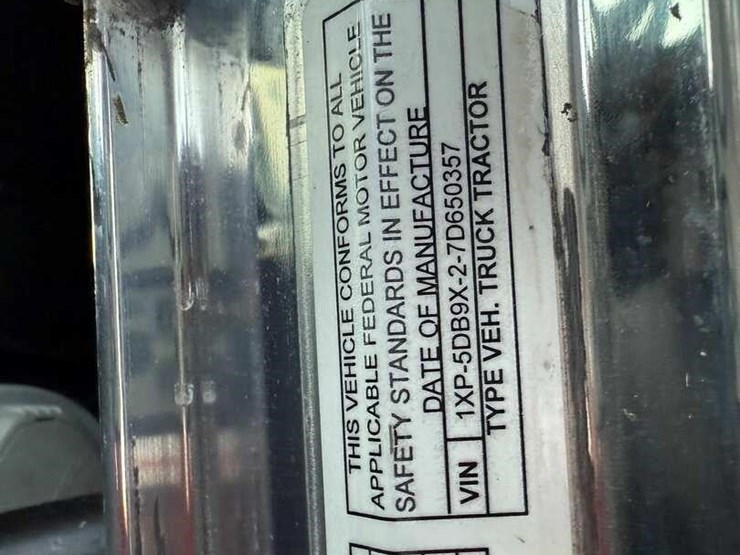 THIS VEHICLE CONFORMS TO ALL
APPLICABLE FEDERAL MOTOR VEHICLE
SAFETY STANDARDS IN EFFECT ON THE
DATE OF MANUFACTURE
VIN 1XP-5DB9X-2-7D650357
TYPE VEH. TRUCK TRACTOR